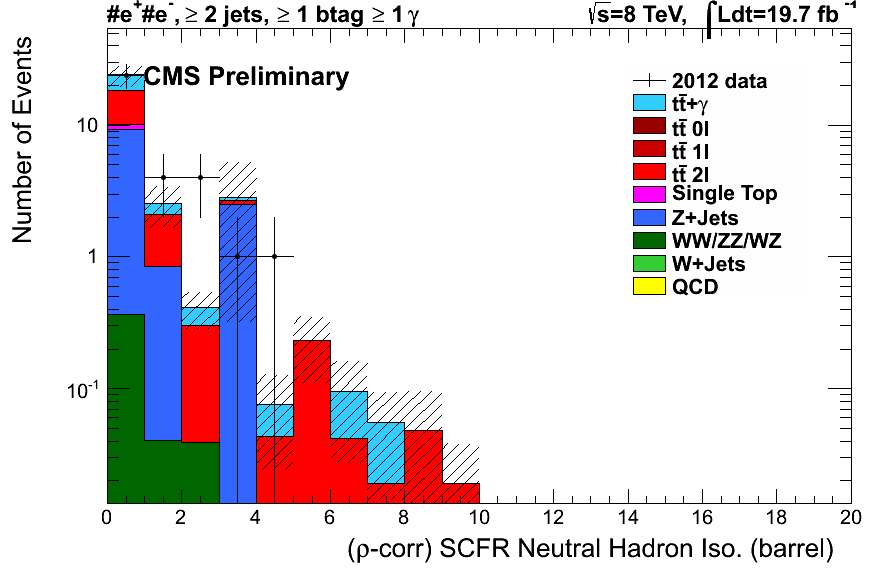 #e⁺#e⁻, ≥ 2 jets, ≥ 1 btag ≥ 1 γ
√s=8 TeV, ∫Ldt=19.7 fb⁻¹
CMS Preliminary
Number of Events
10
1
10⁻¹
2012 data
tt̄+γ
tt̄ 0l
tt̄ 1l
tt̄ 2l
Single Top
Z+Jets
WW/ZZ/WZ
W+Jets
QCD
0 2 4 6 8 10 12 14 16 18 20
(ρ-corr) SCFR Neutral Hadron Iso. (barrel)